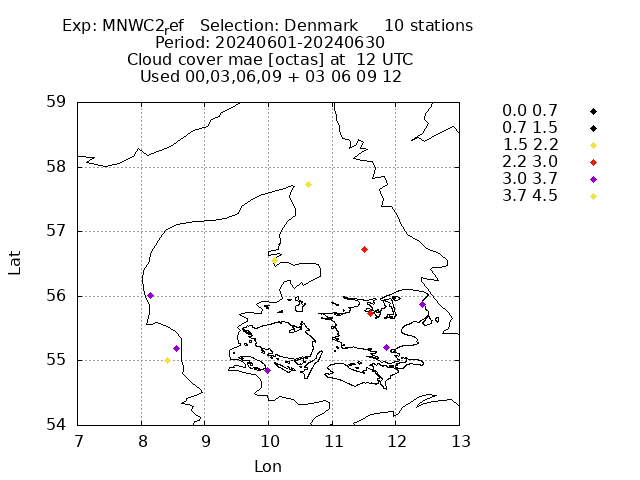 Exp: MNWC2ref   Selection: Denmark     10 stations
Period: 20240601-20240630
Cloud cover mae [octas] at  12 UTC
Used 00,03,06,09 + 03 06 09 12
0.0 0.7
0.7 1.5
1.5 2.2
2.2 3.0
3.0 3.7
3.7 4.5
59
58
57
56
55
54
Lat
7 8 9 10 11 12 13
Lon